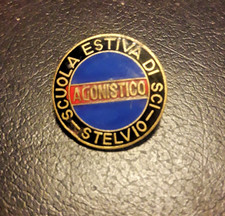 SCUOLA ESTIVA DI SCI
AGONISTICO
-STELVIO-